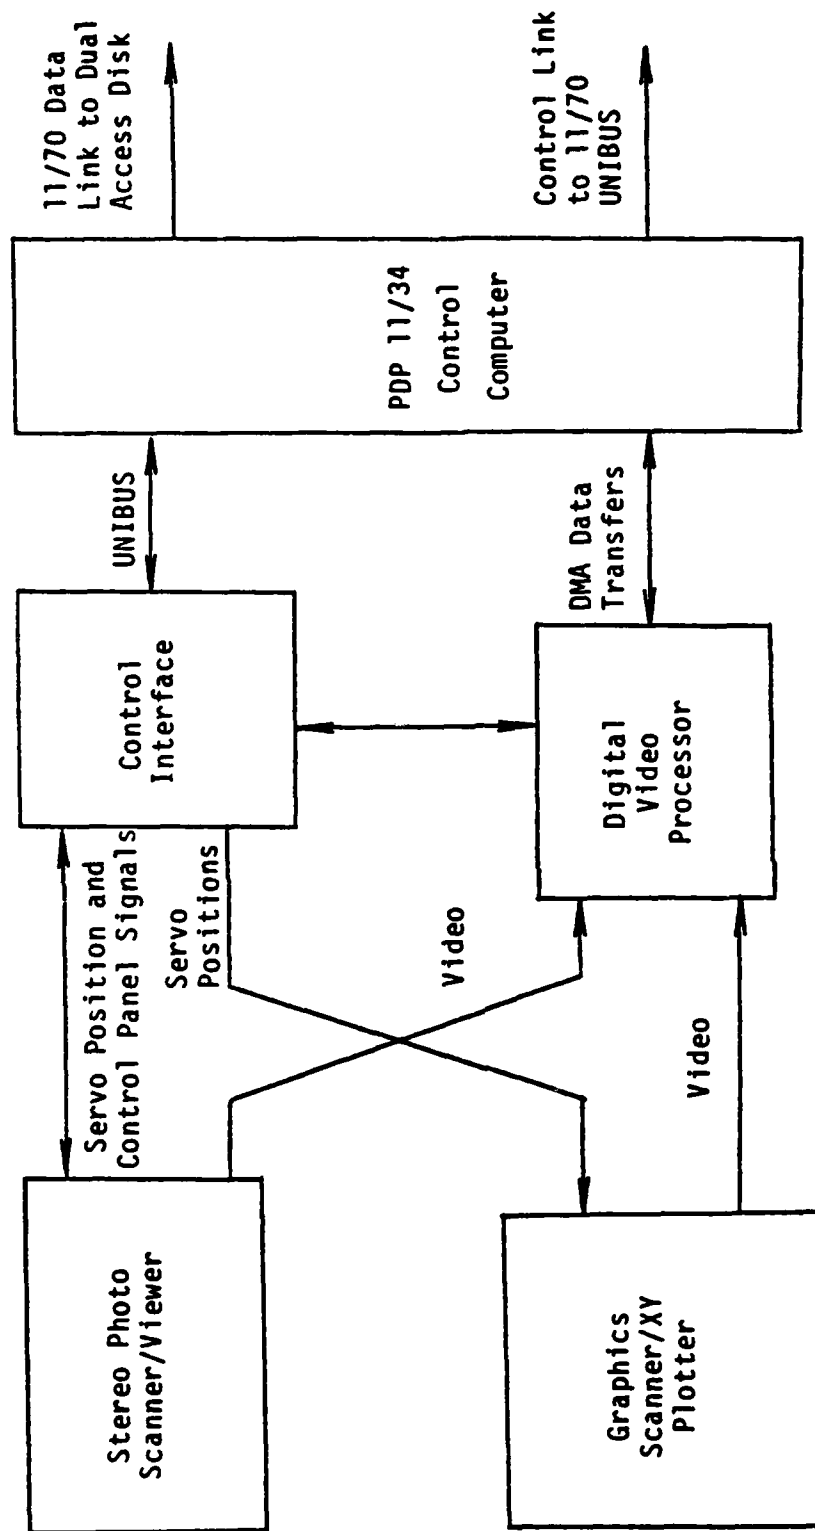 Stereo Photo
Scanner/Viewer
Servo Position and
Control Panel Signals
Servo
Positions
Control
Interface
UNIBUS
PDP 11/34
Control
Computer
11/70 Data
Link to Dual
Access Disk
Control Link
to 11/70
UNIBUS
Video
Graphics
Scanner/XY
Plotter
Video
Digital
Video
Processor
DMA Data
Transfers